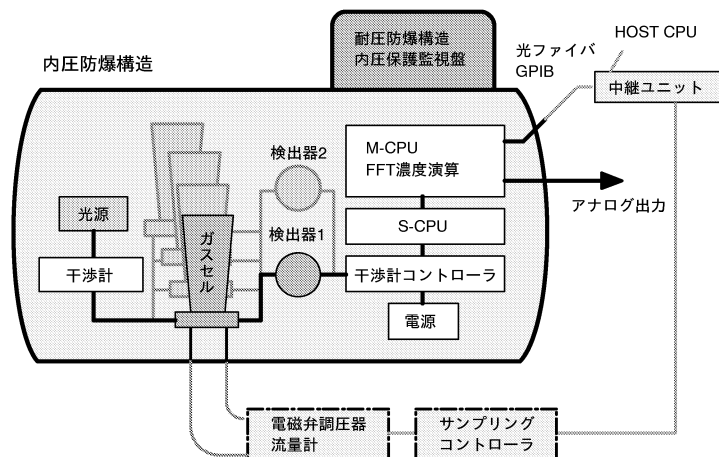 HOST CPU
耐圧防爆構造
内圧保護監視盤
光ファイバ
GPIB
内圧防爆構造
中継ユニット
検出器2
M-CPU
FFT濃度演算
アナログ出力
光源
ガスセル
検出器1
S-CPU
干渉計
干渉計コントローラ
電源
電磁弁調圧器
流量計
サンプリング
コントローラ